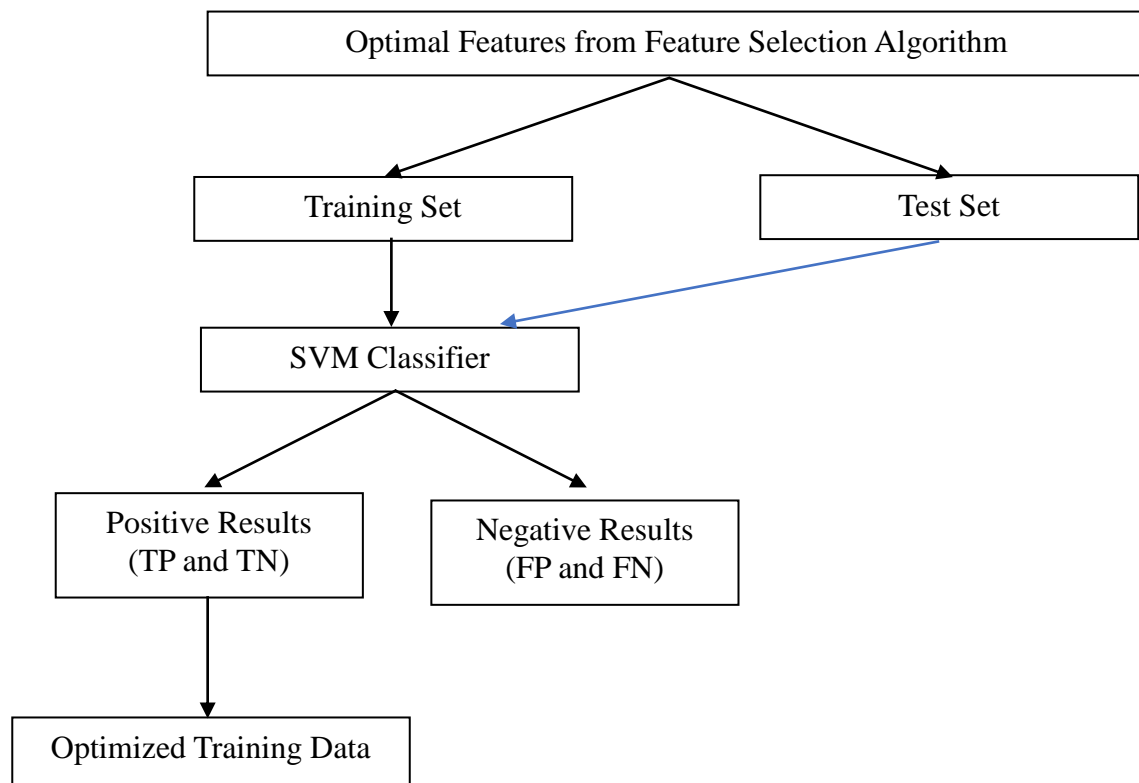 Optimal Features from Feature Selection Algorithm
Training Set
Test Set
SVM Classifier
Positive Results
(TP and TN)
Negative Results
(FP and FN)
Optimized Training Data